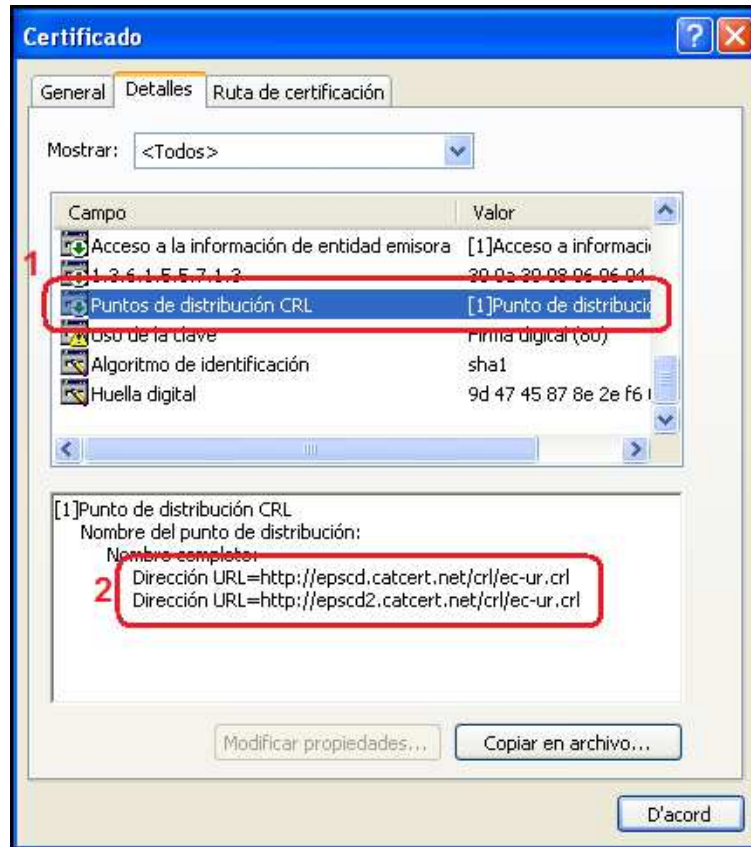 Certificado
General Detalles Ruta de certificación
Mostrar: <Todos>
Campo Valor
Acceso a la información de entidad emisora [1]Acceso a informaci
1 1.3.6.1.5.5.7.1.3 30 0a 30 08 06 06 04
Puntos de distribución CRL [1]Punto de distribució
Uso de la clave Firma digital (80)
Algoritmo de identificación sha1
Huella digital 9d 47 45 87 8e 2e f6
[1]Punto de distribución CRL
Nombre del punto de distribución:
Nombre completo:
2 Dirección URL=http://epscd.catcert.net/crl/ec-ur.crl
Dirección URL=http://epscd2.catcert.net/crl/ec-ur.crl
Modificar propiedades... Copiar en archivo...
D'acord